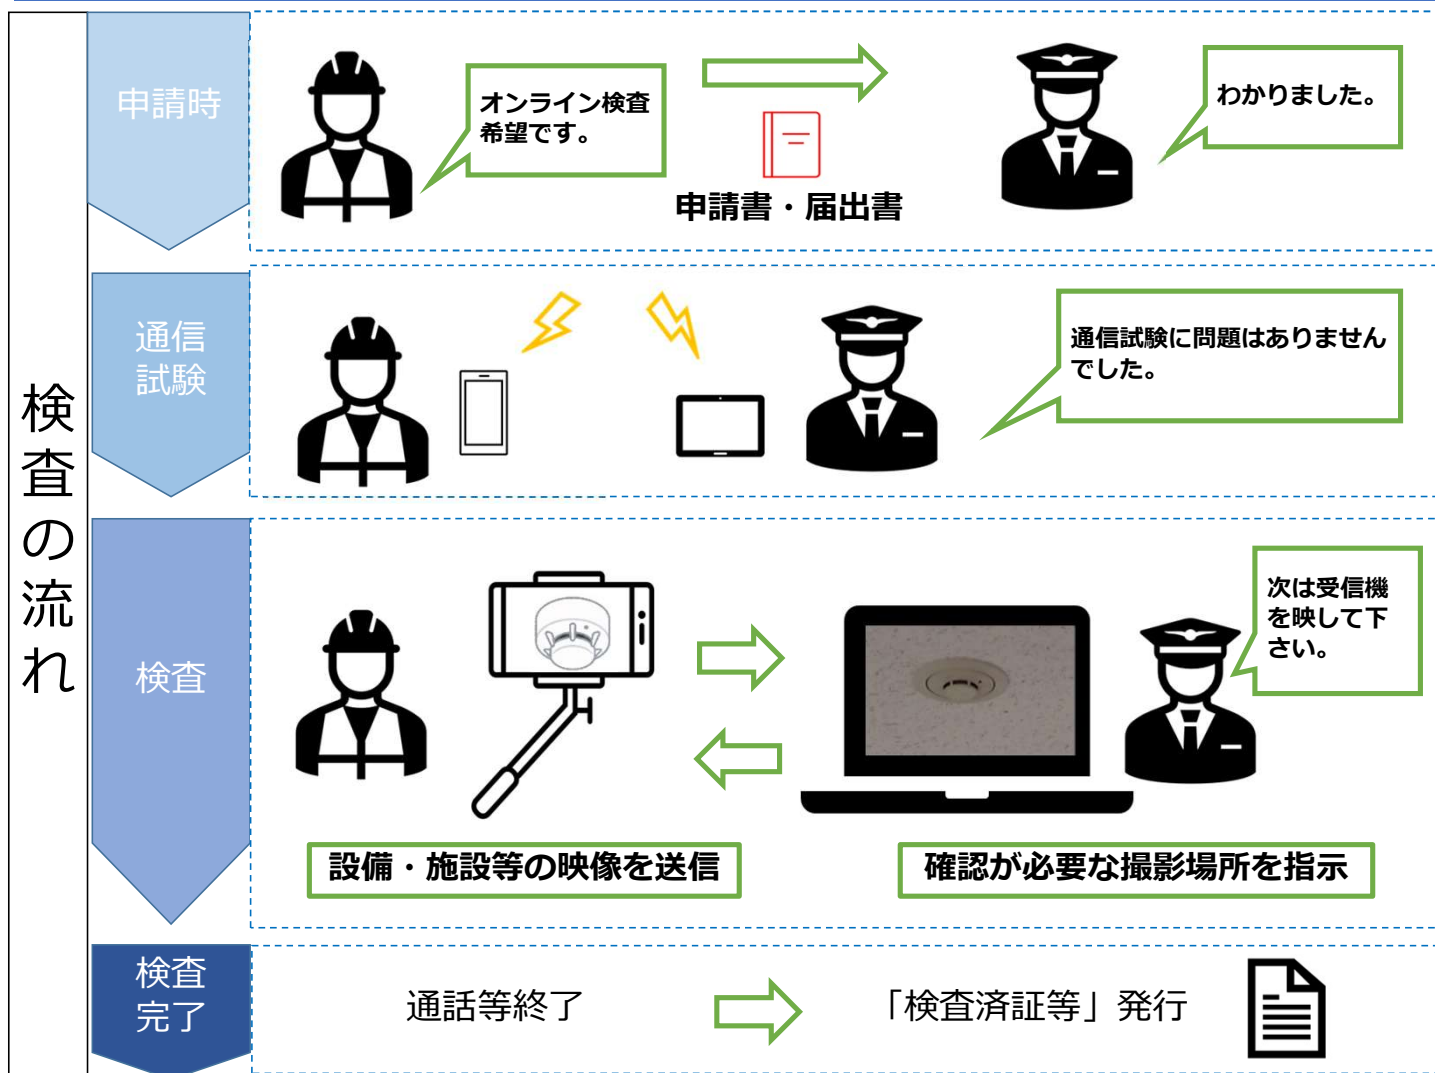 検査の流れ
申請時
オンライン検査
希望です。
申請書・届出書
わかりました。
通信
試験
通信試験に問題はありません
でした。
検査
次は受信機
を映して下
さい。
設備・施設等の映像を送信
確認が必要な撮影場所を指示
検査
完了
通話等終了
「検査済証等」発行